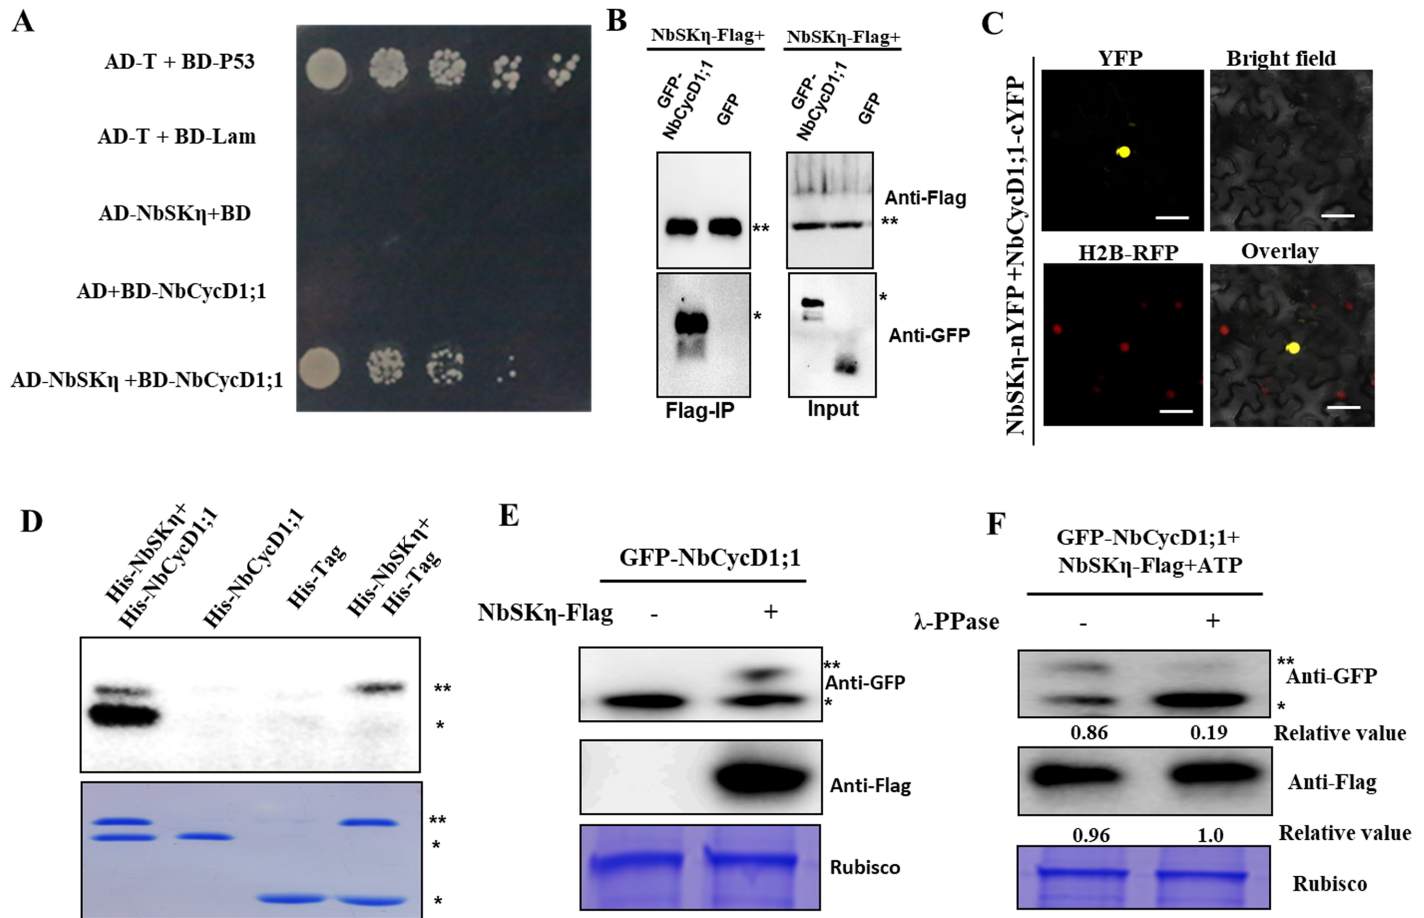 A
AD-T + BD-P53
AD-T + BD-Lam
AD-NbSKη+BD
AD+BD-NbCycD1;1
AD-NbSKη +BD-NbCycD1;1
B
NbSKη-Flag+
NbSKη-Flag+
GFP-
NbCycD1;1
GFP
GFP-
NbCycD1;1
GFP
**
**
Anti-Flag
*
*
Anti-GFP
Flag-IP
Input
C
NbSKη-nYFP +NbCycD1;1-cYFP
YFP
Bright field
H2B-RFP
Overlay
D
His-NbSKη+
His-NbCycD1;1
His-NbCycD1;1
His-Tag
His-NbSKη+
His-Tag
**
*
**
*
*
E
GFP-NbCycD1;1
NbSKη-Flag
-
+
**
Anti-GFP
*
Anti-Flag
Rubisco
F
GFP-NbCycD1;1+
NbSKη-Flag+ATP
λ-PPase
-
+
**
Anti-GFP
*
0.86
0.19
Relative value
Anti-Flag
0.96
1.0
Relative value
Rubisco